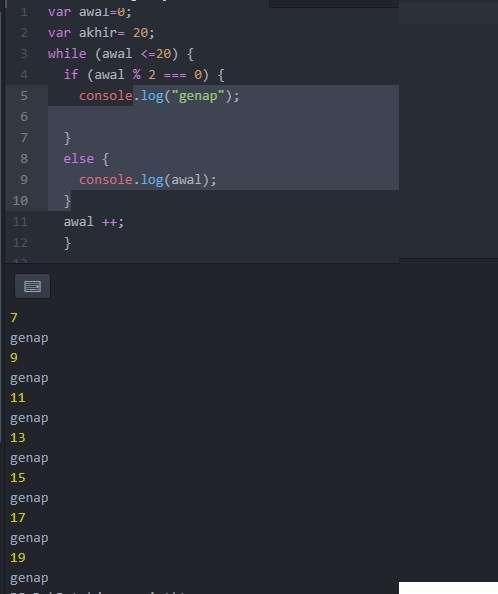 1 var awal=0;
2 var akhir= 20;
3 while (awal <=20) {
4 if (awal % 2 === 0) {
5 console.log("genap");
6
7 }
8 else {
9 console.log(awal);
10 }
11 awal ++;
12 }
7
genap
9
genap
11
genap
13
genap
15
genap
17
genap
19
genap